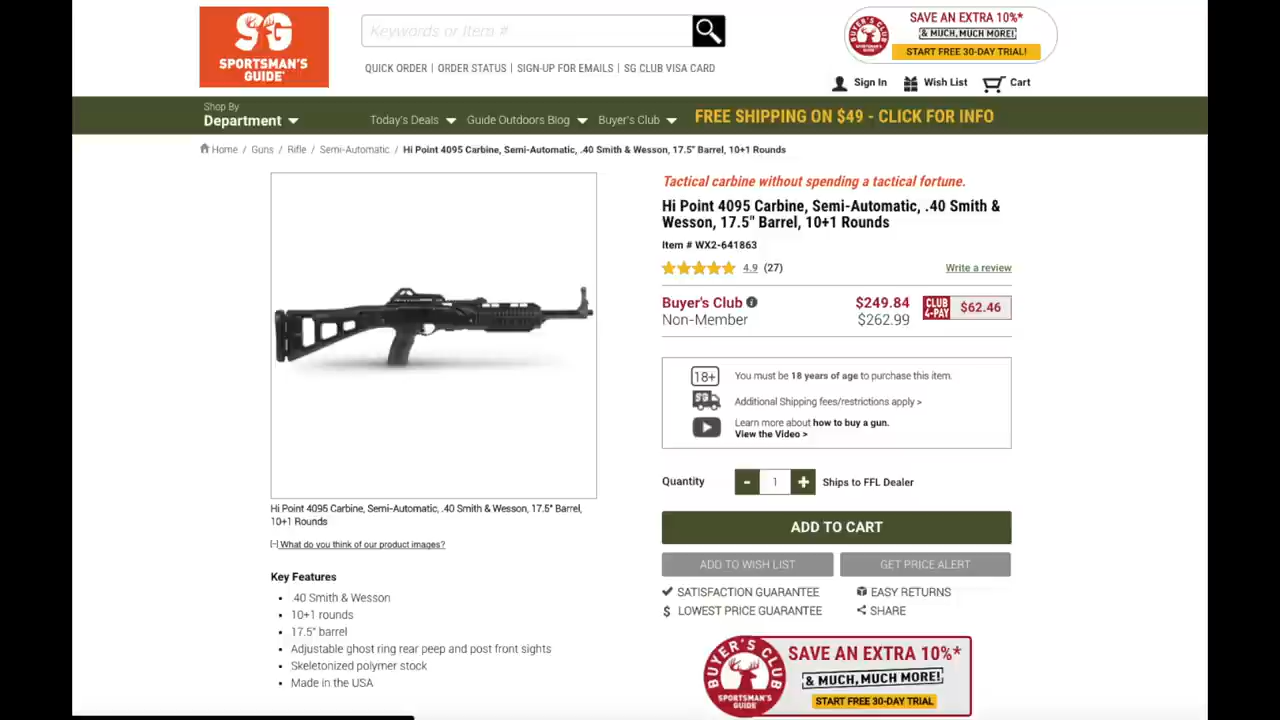 SG
SPORTSMAN'S
GUIDE
Keywords or Item #
QUICK ORDER | ORDER STATUS | SIGN-UP FOR EMAILS | SG CLUB VISA CARD
BUYER'S CLUB
SAVE AN EXTRA 10%*
& MUCH, MUCH MORE!
START FREE 30-DAY TRIAL!
Sign In
Wish List
Cart
Shop By
Department
Today's Deals
Guide Outdoors Blog
Buyer's Club
FREE SHIPPING ON $49 - CLICK FOR INFO
Home / Guns / Rifle / Semi-Automatic / Hi Point 4095 Carbine, Semi-Automatic, .40 Smith & Wesson, 17.5" Barrel, 10+1 Rounds
Tactical carbine without spending a tactical fortune.
Hi Point 4095 Carbine, Semi-Automatic, .40 Smith &
Wesson, 17.5" Barrel, 10+1 Rounds
Item # WX2-641863
4.9 (27)
Write a review
Buyer's Club
$249.84
CLUB
4-PAY
$62.46
Non-Member
$262.99
18+
You must be 18 years of age to purchase this item.
SG
Additional Shipping fees/restrictions apply >
Learn more about how to buy a gun.
View the Video >
Quantity
- 1 +
Ships to FFL Dealer
ADD TO CART
ADD TO WISH LIST
GET PRICE ALERT
SATISFACTION GUARANTEE
EASY RETURNS
$ LOWEST PRICE GUARANTEE
SHARE
BUYER'S CLUB
SPORTSMAN'S
GUIDE
SAVE AN EXTRA 10%*
& MUCH, MUCH MORE!
START FREE 30-DAY TRIAL
Hi Point 4095 Carbine, Semi-Automatic, .40 Smith & Wesson, 17.5" Barrel,
10+1 Rounds
[-] What do you think of our product images?
Key Features
• .40 Smith & Wesson
• 10+1 rounds
• 17.5" barrel
• Adjustable ghost ring rear peep and post front sights
• Skeletonized polymer stock
• Made in the USA